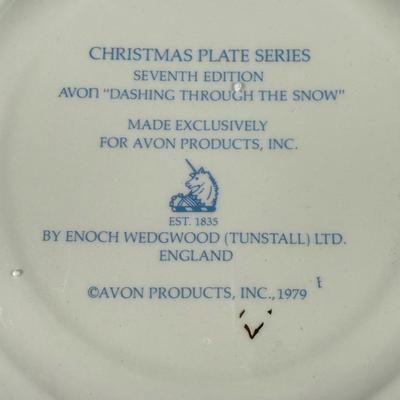 CHRISTMAS PLATE SERIES
SEVENTH EDITION
AVON "DASHING THROUGH THE SNOW"
MADE EXCLUSIVELY
FOR AVON PRODUCTS, INC.
EST. 1835
BY ENOCH WEDGWOOD (TUNSTALL) LTD.
ENGLAND
©AVON PRODUCTS, INC., 1979